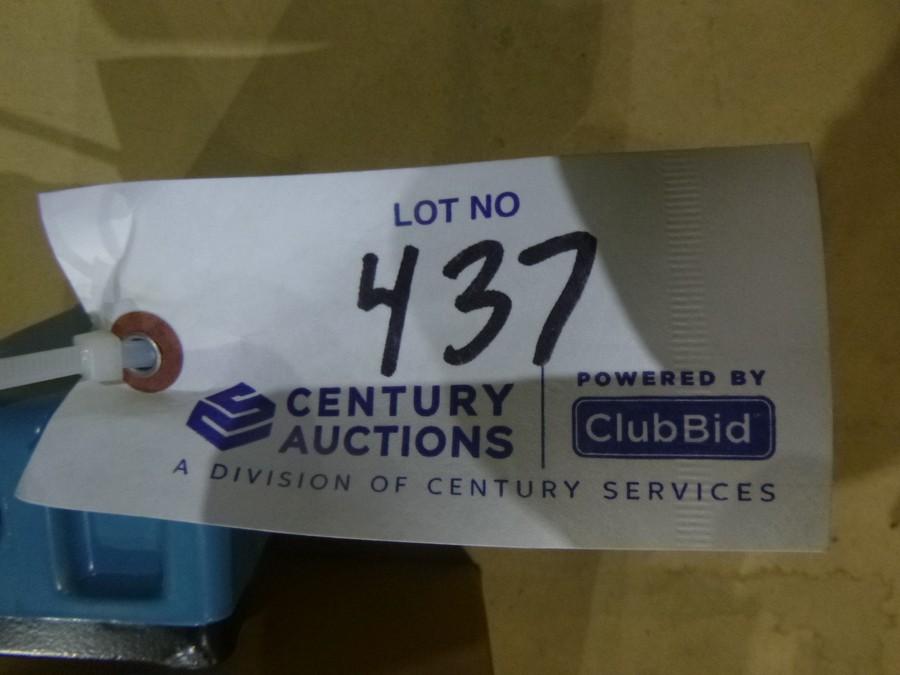 LOT NO
437
CENTURY
AUCTIONS
A DIVISION OF CENTURY SERVICES
POWERED BY
ClubBid